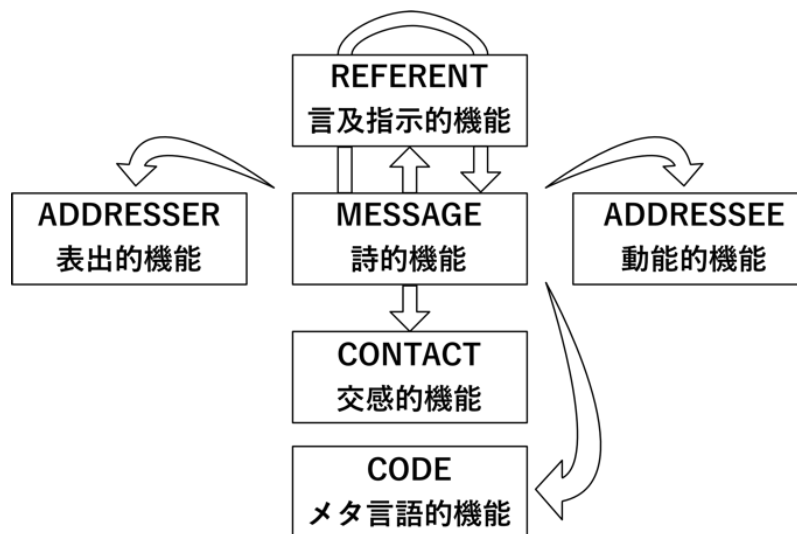 REFERENT
言及指示的機能
ADDRESSER
表出的機能
MESSAGE
詩的機能
ADDRESSEE
動能的機能
CONTACT
交感的機能
CODE
メタ言語的機能